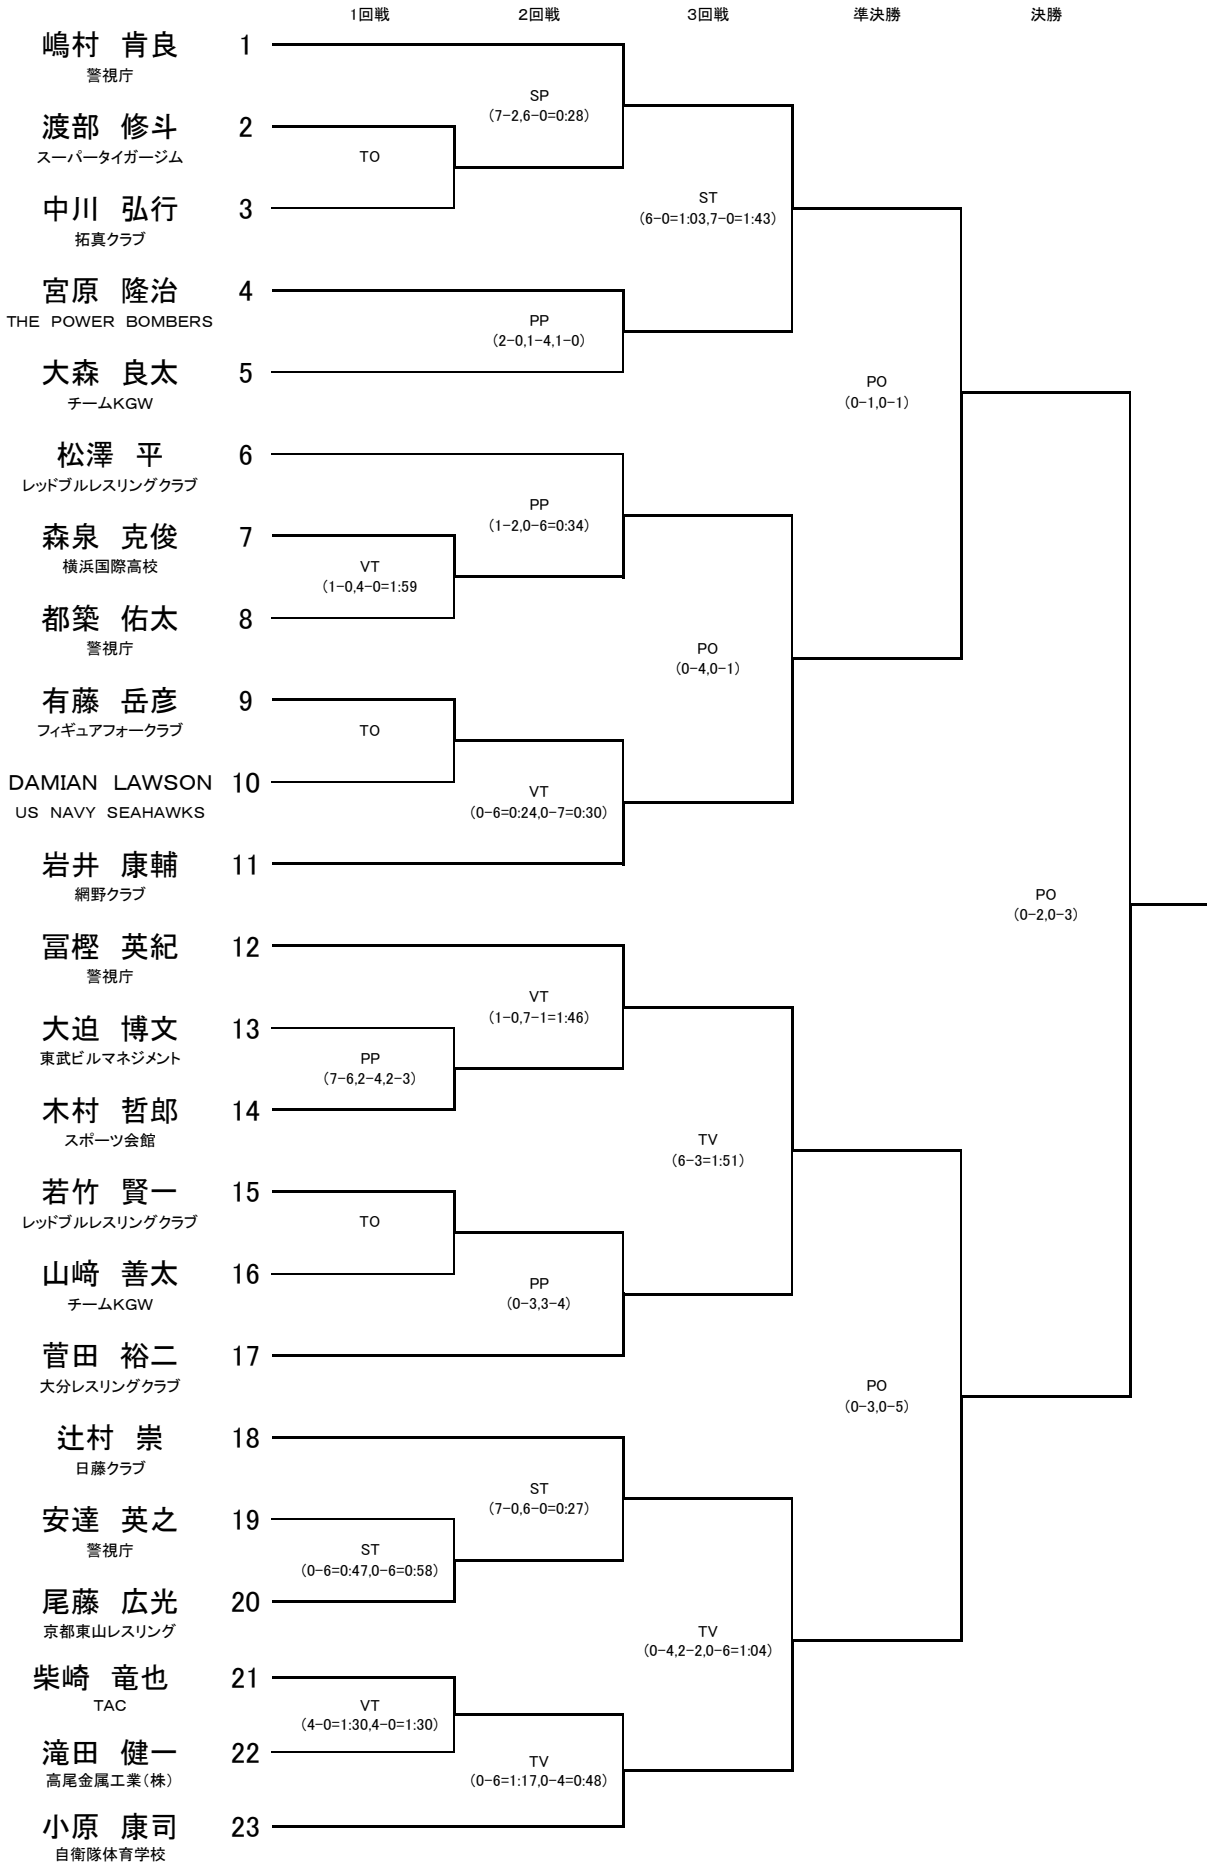 1回戦 2回戦 3回戦 準決勝 決勝
嶋村 肯良 1
警視庁
SP
(7-2,6-0=0:28)
渡部 修斗 2
スーパータイガージム
TO
中川 弘行 3
拓真クラブ
ST
(6-0=1:03,7-0=1:43)
宮原 隆治 4
THE POWER BOMBERS
PP
(2-0,1-4,1-0)
大森 良太 5
チームKGW
PO
(0-1,0-1)
松澤 平 6
レッドブルレスリングクラブ
PP
(1-2,0-6=0:34)
森泉 克俊 7
横浜国際高校
VT
(1-0,4-0=1:59
都築 佑太 8
警視庁
PO
(0-4,0-1)
有藤 岳彦 9
フィギュアフォークラブ
TO
DAMIAN LAWSON 10
US NAVY SEAHAWKS
VT
(0-6=0:24,0-7=0:30)
岩井 康輔 11
網野クラブ
PO
(0-2,0-3)
冨樫 英紀 12
警視庁
VT
(1-0,7-1=1:46)
大迫 博文 13
東武ビルマネジメント
PP
(7-6,2-4,2-3)
木村 哲郎 14
スポーツ会館
TV
(6-3=1:51)
若竹 賢一 15
レッドブルレスリングクラブ
TO
山﨑 善太 16
チームKGW
PP
(0-3,3-4)
菅田 裕二 17
大分レスリングクラブ
PO
(0-3,0-5)
辻村 崇 18
日藤クラブ
ST
(7-0,6-0=0:27)
安達 英之 19
警視庁
ST
(0-6=0:47,0-6=0:58)
尾藤 広光 20
京都東山レスリング
TV
(0-4,2-2,0-6=1:04)
柴崎 竜也 21
TAC
VT
(4-0=1:30,4-0=1:30)
滝田 健一 22
高尾金属工業(株)
TV
(0-6=1:17,0-4=0:48)
小原 康司 23
自衛隊体育学校